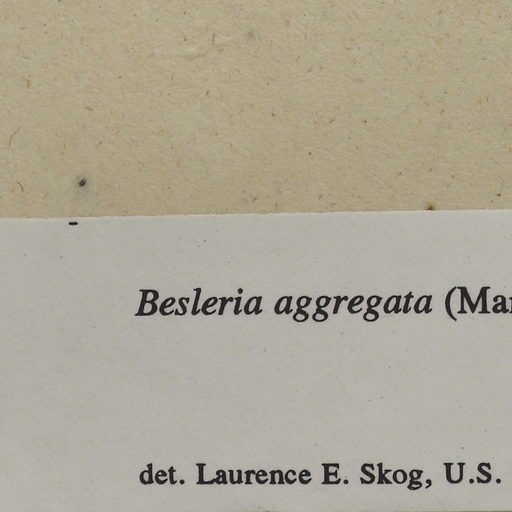 Besleria aggregata (Mar
det. Laurence E. Skog, U.S.